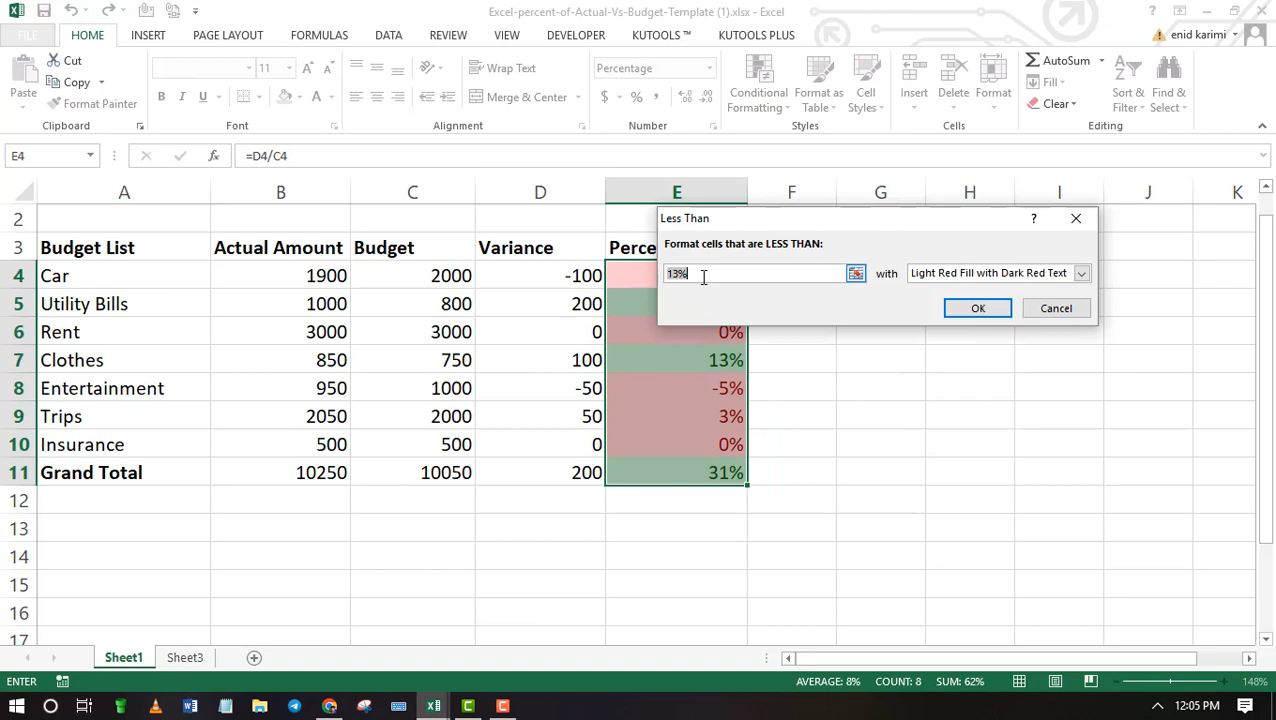 Excel-percent-of-Actual-Vs-Budget-Template (1).xlsx - Excel
FILE HOME INSERT PAGE LAYOUT FORMULAS DATA REVIEW VIEW DEVELOPER KUTOOLS ™ KUTOOLS PLUS enid karimi
Paste Cut Copy Format Painter
11 B I U A
Wrap Text Merge & Center
Percentage $ %
Conditional Formatting Format as Table Cell Styles
Insert Delete Format
AutoSum Fill Clear Sort & Filter Find & Select
Clipboard Font Alignment Number Styles Cells Editing
E4 fx =D4/C4
A B C D E F G H I J K
2
3 Budget List Actual Amount Budget Variance Perce
4 Car 1900 2000 -100
5 Utility Bills 1000 800 200
6 Rent 3000 3000 0 0%
7 Clothes 850 750 100 13%
8 Entertainment 950 1000 -50 -5%
9 Trips 2050 2000 50 3%
10 Insurance 500 500 0 0%
11 Grand Total 10250 10050 200 31%
12
13
14
15
16
17
Less Than ?
Format cells that are LESS THAN:
13% with Light Red Fill with Dark Red Text
OK Cancel
Sheet1 Sheet3
ENTER AVERAGE: 8% COUNT: 8 SUM: 62% 148%
12:05 PM